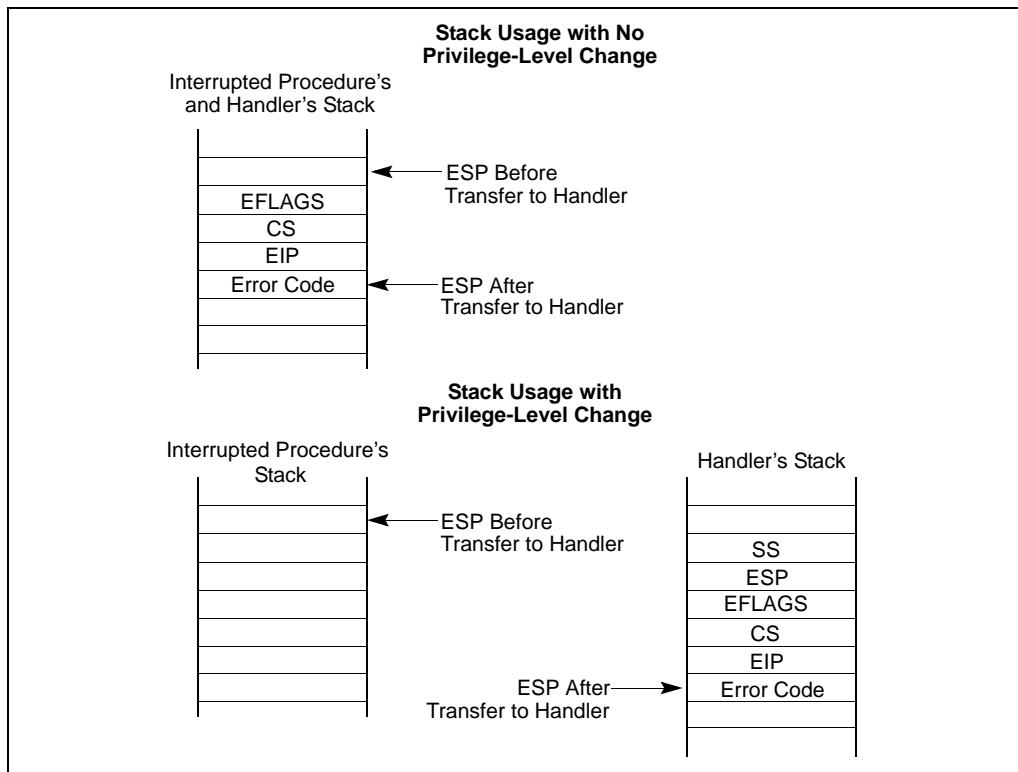 Stack Usage with No
Privilege-Level Change
Interrupted Procedure's
and Handler's Stack
ESP Before
Transfer to Handler
EFLAGS
CS
EIP
Error Code
ESP After
Transfer to Handler
Stack Usage with
Privilege-Level Change
Interrupted Procedure's
Stack
Handler's Stack
ESP Before
Transfer to Handler
SS
ESP
EFLAGS
CS
EIP
Error Code
ESP After
Transfer to Handler